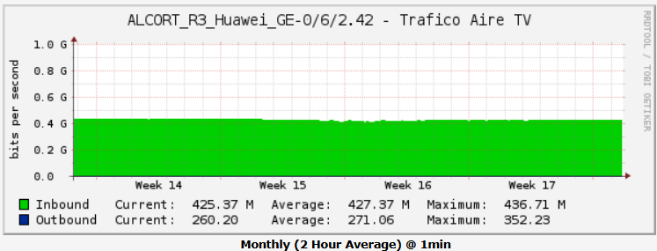 ALCORT_R3_Huawei_GE-0/6/2.42 - Trafico Aire TV
RRDTOOL / TOBI OETIKER
bits per second
1.0 G
0.8 G
0.6 G
0.4 G
0.2 G
0.0
Week 14 Week 15 Week 16 Week 17
Inbound Current: 425.37 M Average: 427.37 M Maximum: 436.71 M
Outbound Current: 260.20 Average: 271.06 Maximum: 352.23
Monthly (2 Hour Average) @ 1min